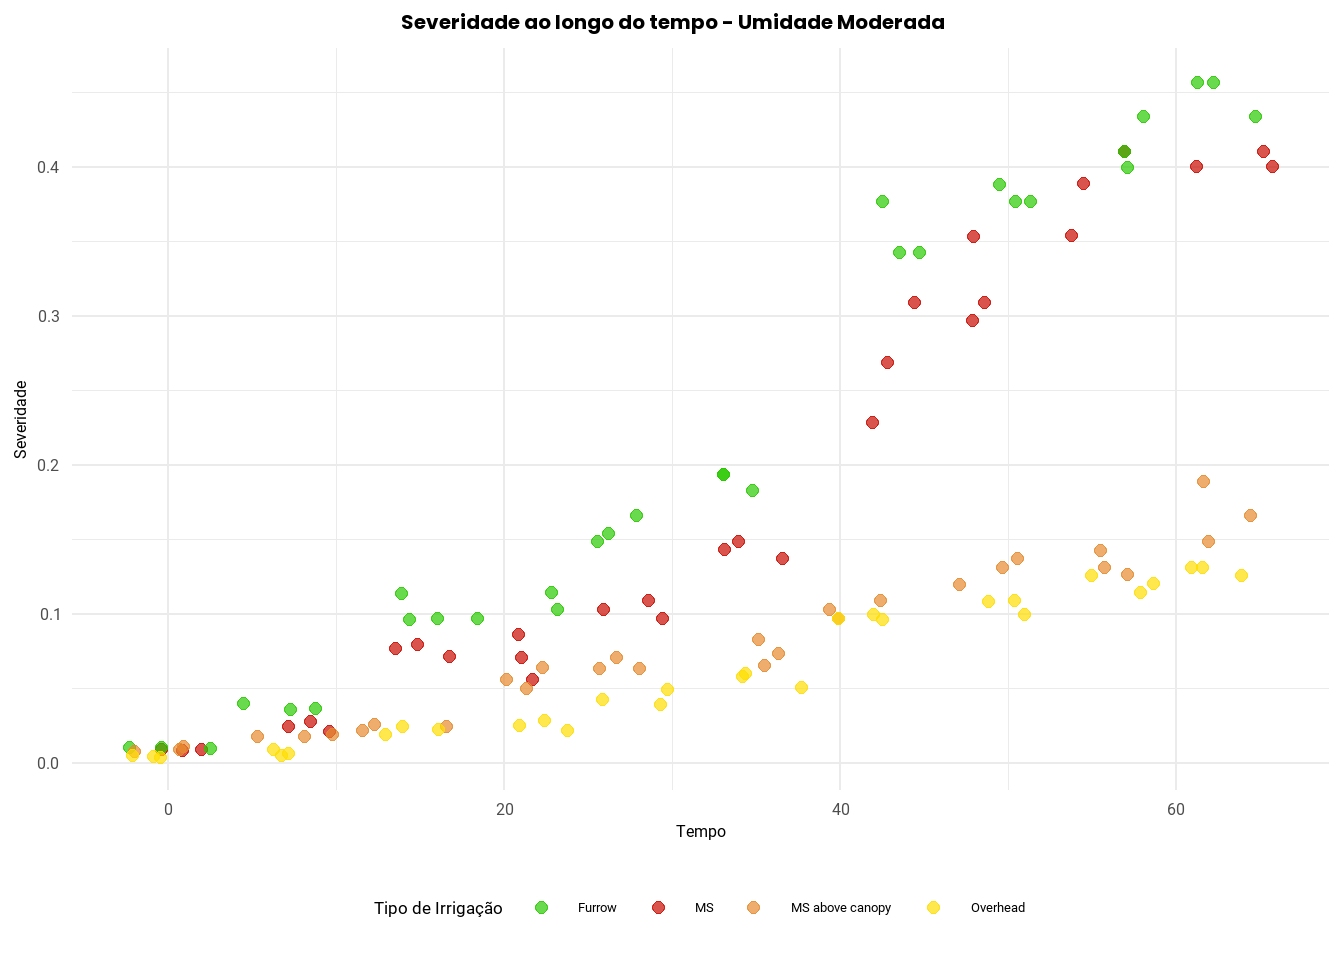 Severidade ao longo do tempo - Umidade Moderada
Severidade
0.4
0.3
0.2
0.1
0.0
0 20 40 60
Tempo
Tipo de Irrigação Furrow MS MS above canopy Overhead